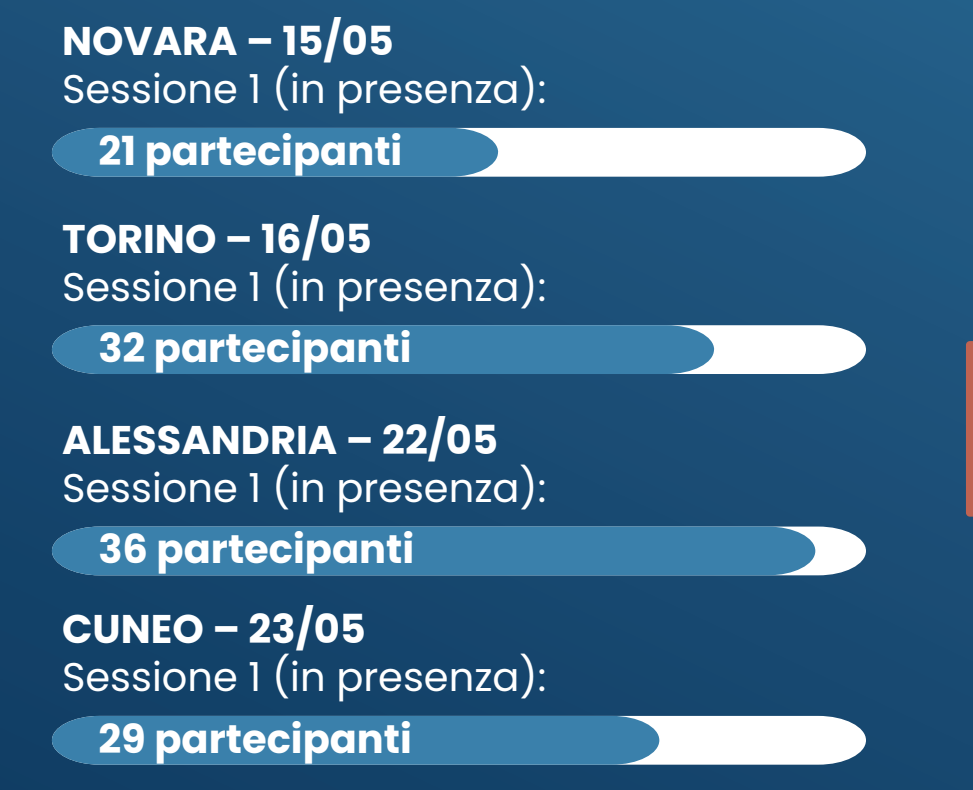 NOVARA – 15/05
Sessione 1 (in presenza):
21 partecipanti
TORINO – 16/05
Sessione 1 (in presenza):
32 partecipanti
ALESSANDRIA – 22/05
Sessione 1 (in presenza):
36 partecipanti
CUNEO – 23/05
Sessione 1 (in presenza):
29 partecipanti